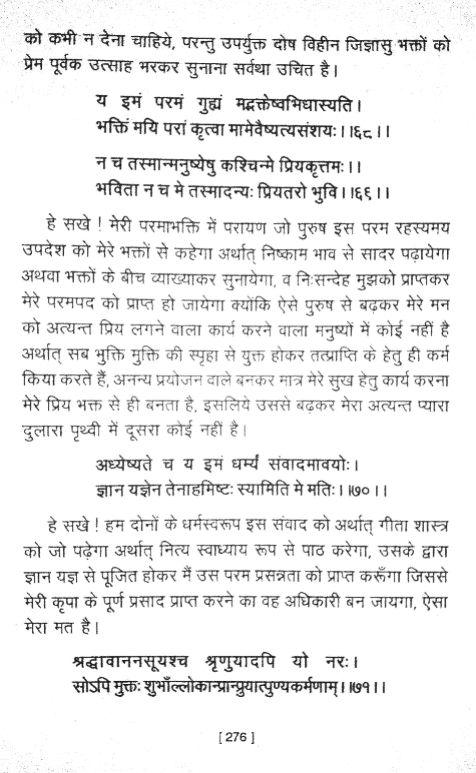 को कभी न देना चाहिये, परन्तु उपर्युक्त दोष विहीन जिज्ञासु भक्तों को
प्रेम पूर्वक उत्साह भरकर सुनाना सर्वथा उचित है।
य इमं परमं गुह्यं मद्भक्तेष्वभिधास्यति।
भक्तिं मयि परां कृत्वा मामेवैष्यत्यसंशयः।।६८।।
न च तस्मान्मनुष्येषु कश्चिन्मे प्रियकृत्तमः।।
भविता न च मे तस्मादन्यः प्रियतरो भुवि।।६९।।
हे सखे ! मेरी परमाभक्ति में परायण जो पुरुष इस परम रहस्यमय
उपदेश को मेरे भक्तों से कहेगा अर्थात् निष्काम भाव से सादर पढ़ायेगा
अथवा भक्तों के बीच व्याख्याकर सुनायेगा, व निःसन्देह मुझको प्राप्तकर
मेरे परमपद को प्राप्त हो जायेगा क्योंकि ऐसे पुरुष से बढ़कर मेरे मन
को अत्यन्त प्रिय लगने वाला कार्य करने वाला मनुष्यों में कोई नहीं है
अर्थात् सब भुक्ति मुक्ति की स्पृहा से युक्त होकर तत्प्राप्ति के हेतु ही कर्म
किया करते हैं, अनन्य प्रयोजन वाले बनकर मात्र मेरे सुख हेतु कार्य करना
मेरे प्रिय भक्त से ही बनता है, इसलिये उससे बढ़कर मेरा अत्यन्त प्यारा
दुलारा पृथ्वी में दूसरा कोई नहीं है।
अध्येष्यते च य इमं धर्म्यं संवादमावयोः।
ज्ञान यज्ञेन तेनाहमिष्टः स्यामिति मे मतिः।।७०।।
हे सखे ! हम दोनों के धर्मस्वरूप इस संवाद को अर्थात् गीता शास्त्र
को जो पढ़ेगा अर्थात् नित्य स्वाध्याय रूप से पाठ करेगा, उसके द्वारा
ज्ञान यज्ञ से पूजित होकर मैं उस परम प्रसन्नता को प्राप्त करूँगा जिससे
मेरी कृपा के पूर्ण प्रसाद प्राप्त करने का वह अधिकारी बन जायगा, ऐसा
मेरा मत है।
श्रद्धावाननसूयश्च श्रृणुयादपि यो नरः।
सोऽपि मुक्तः शुभाँल्लोकान्प्राप्नुयात्पुण्यकर्मणाम्।।७१।।
[ 276 ]